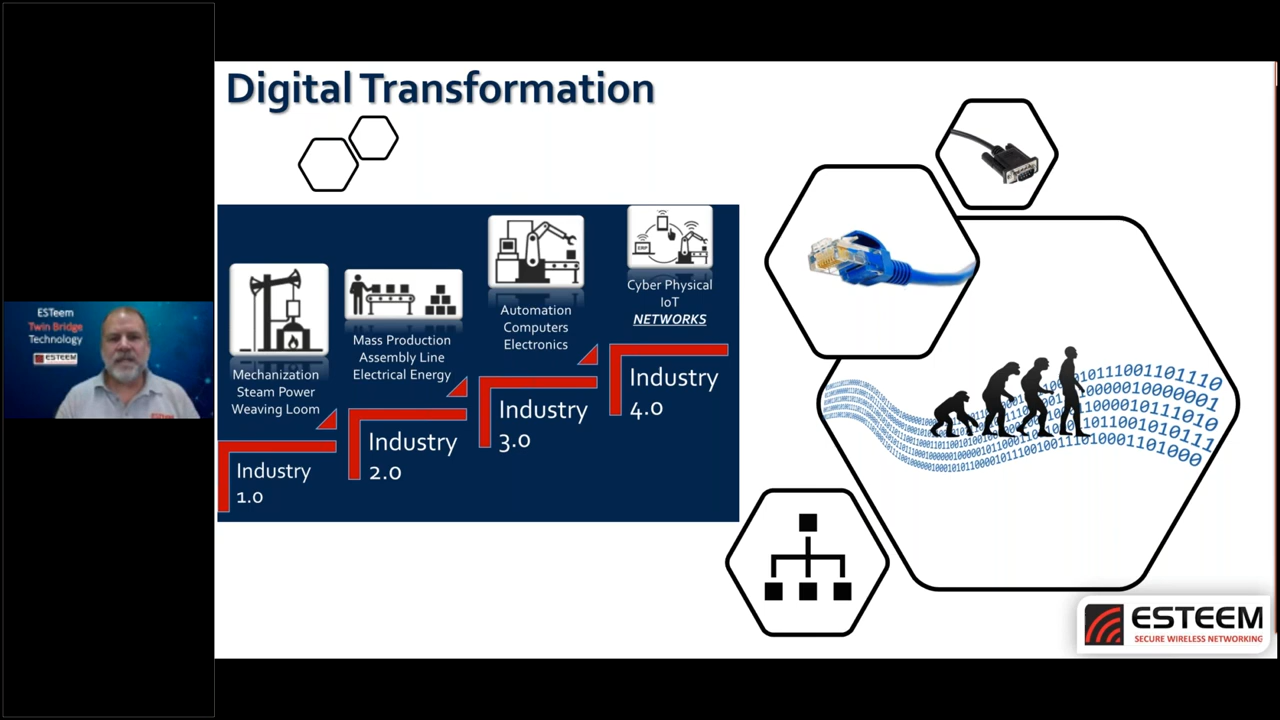 Digital Transformation
ESTeem
Twin Bridge
Technology
ESTEEM
Mechanization
Steam Power
Weaving Loom
Industry
1.0
Mass Production
Assembly Line
Electrical Energy
Industry
2.0
Automation
Computers
Electronics
Industry
3.0
ERP
Cyber Physical
IoT
NETWORKS
Industry
4.0
ESTEEM
SECURE WIRELESS NETWORKING